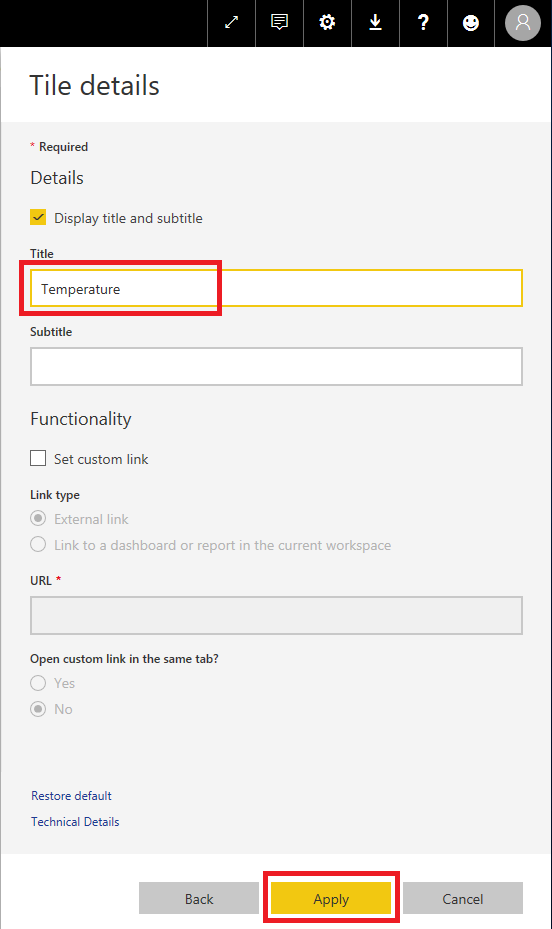 ?
Tile details
* Required
Details
Display title and subtitle
Title
Temperature
Subtitle
Functionality
Set custom link
Link type
External link
Link to a dashboard or report in the current workspace
URL *
Open custom link in the same tab?
Yes
No
Restore default
Technical Details
Back Apply Cancel